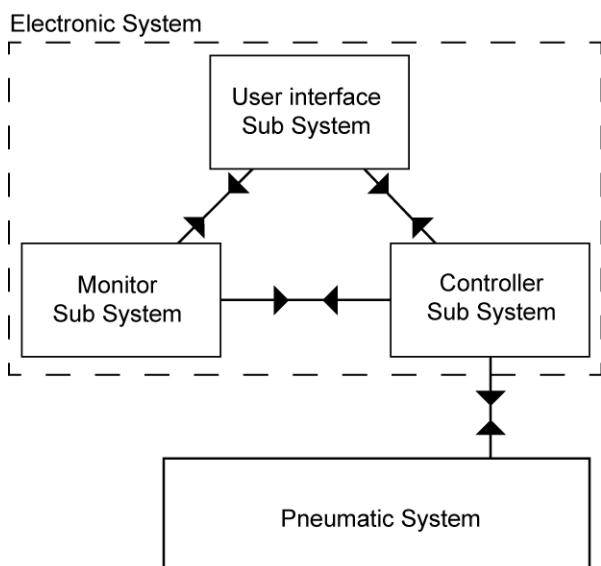 Electronic System
User interface
Sub System
Monitor
Sub System
Controller
Sub System
Pneumatic System